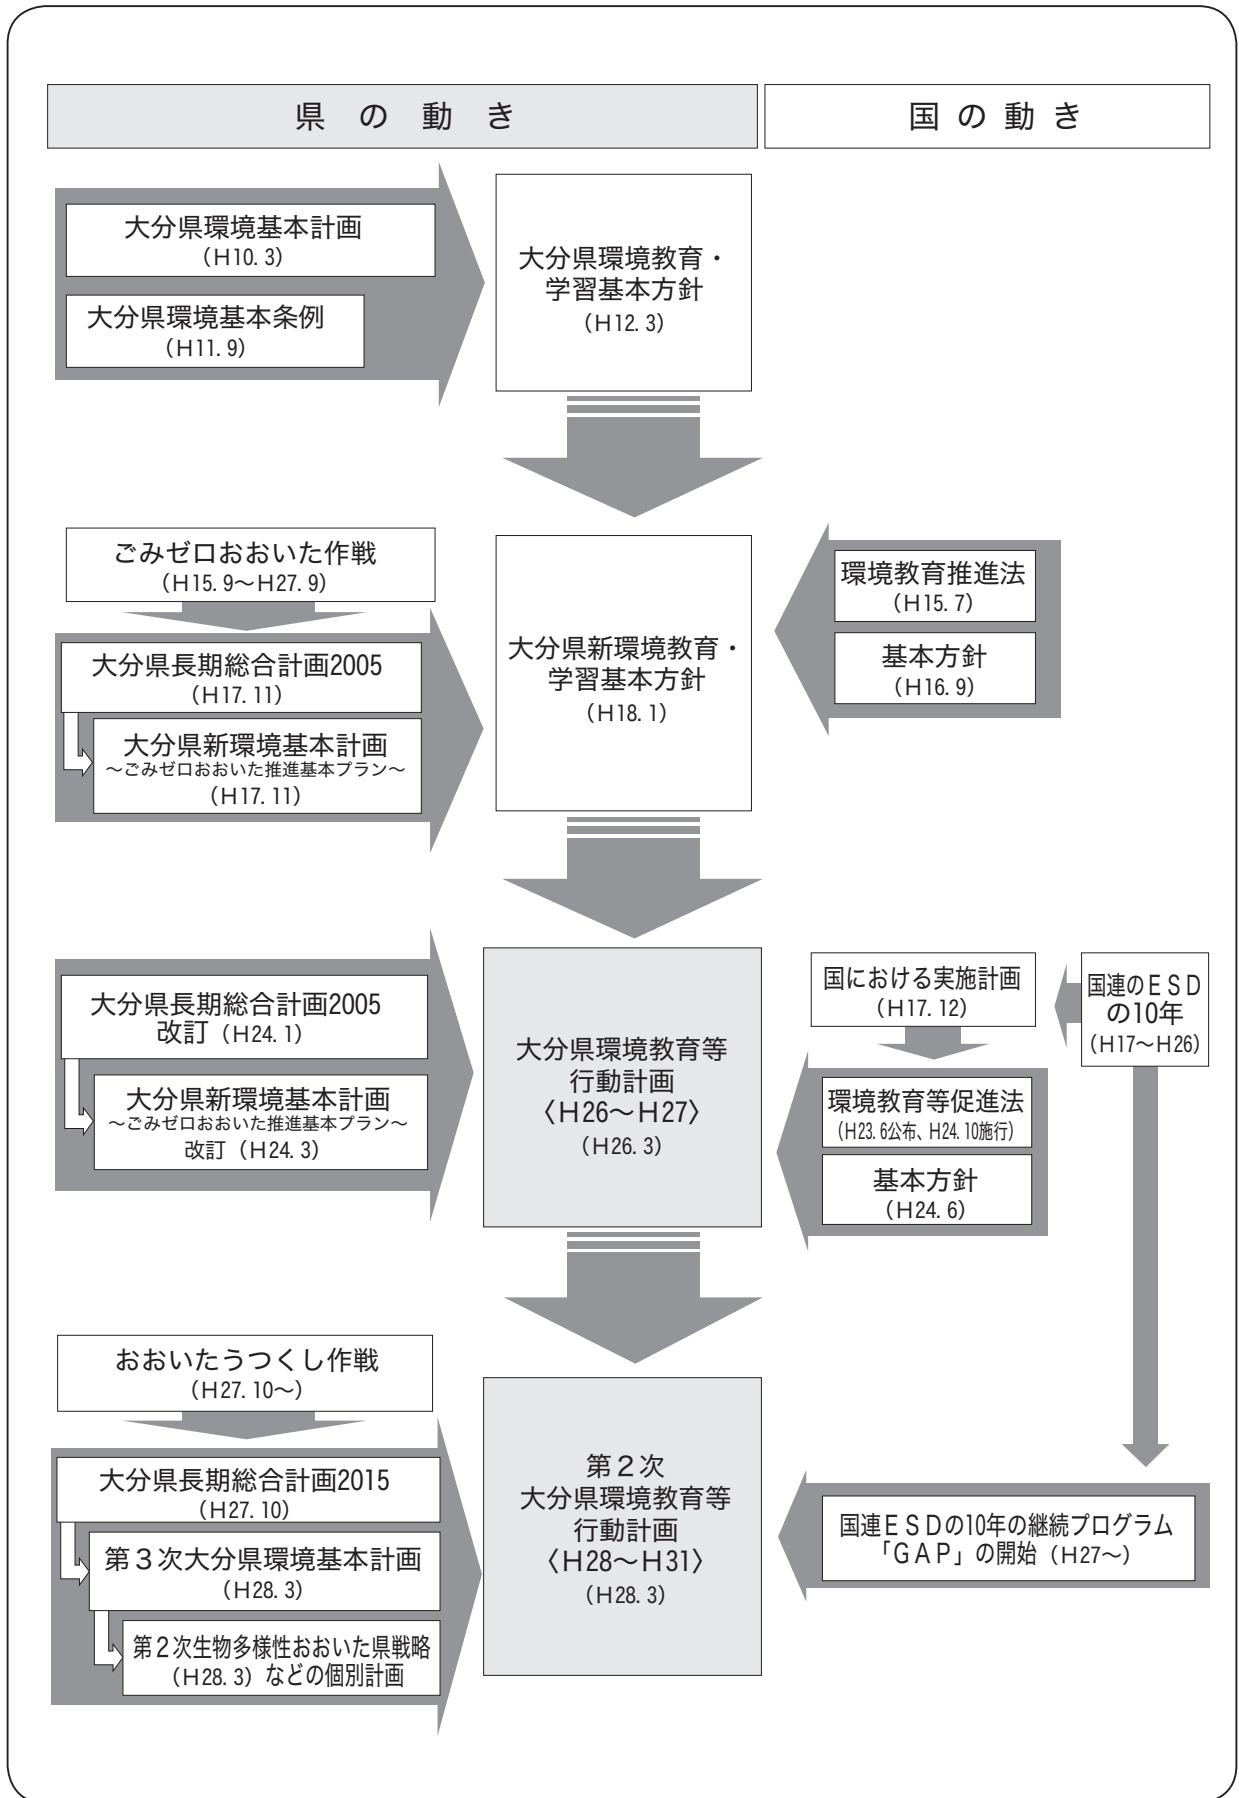 県の動き
国の動き
大分県環境基本計画
（H10. 3）
大分県環境基本条例
（H11. 9）
大分県環境教育・
学習基本方針
（H12. 3）
ごみゼロおおいた作戦
（H15. 9～H27. 9）
大分県長期総合計画2005
（H17. 11）
大分県新環境基本計画
～ごみゼロおおいた推進基本プラン～
（H17. 11）
大分県新環境教育・
学習基本方針
（H18. 1）
環境教育推進法
（H15. 7）
基本方針
（H16. 9）
大分県長期総合計画2005
改訂（H24. 1）
大分県新環境基本計画
～ごみゼロおおいた推進基本プラン～
改訂（H24. 3）
大分県環境教育等
行動計画
〈H26～H27〉
（H26. 3）
国における実施計画
（H17. 12）
国連のＥＳＤ
の10年
（H17～H26）
環境教育等促進法
（H23. 6公布、H24. 10施行）
基本方針
（H24. 6）
おおいたうつくし作戦
（H27. 10～）
大分県長期総合計画2015
（H27. 10）
第３次大分県環境基本計画
（H28. 3）
第２次生物多様性おおいた県戦略
（H28. 3）などの個別計画
第２次
大分県環境教育等
行動計画
〈H28～H31〉
（H28. 3）
国連ＥＳＤの10年の継続プログラム
「ＧＡＰ」の開始（H27～）